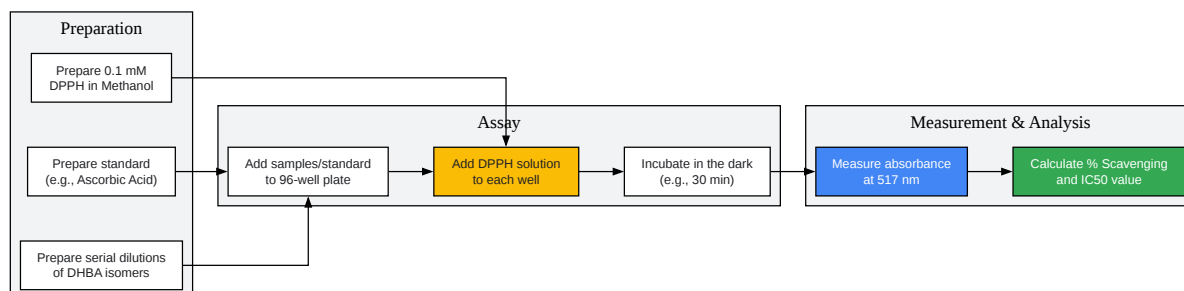 Preparation
Prepare 0.1 mM
DPPH in Methanol
Prepare standard
(e.g., Ascorbic Acid)
Prepare serial dilutions
of DHBA isomers
Assay
Add samples/standard
to 96-well plate
Add DPPH solution
to each well
Incubate in the dark
(e.g., 30 min)
Measurement & Analysis
Measure absorbance
at 517 nm
Calculate % Scavenging
and IC50 value